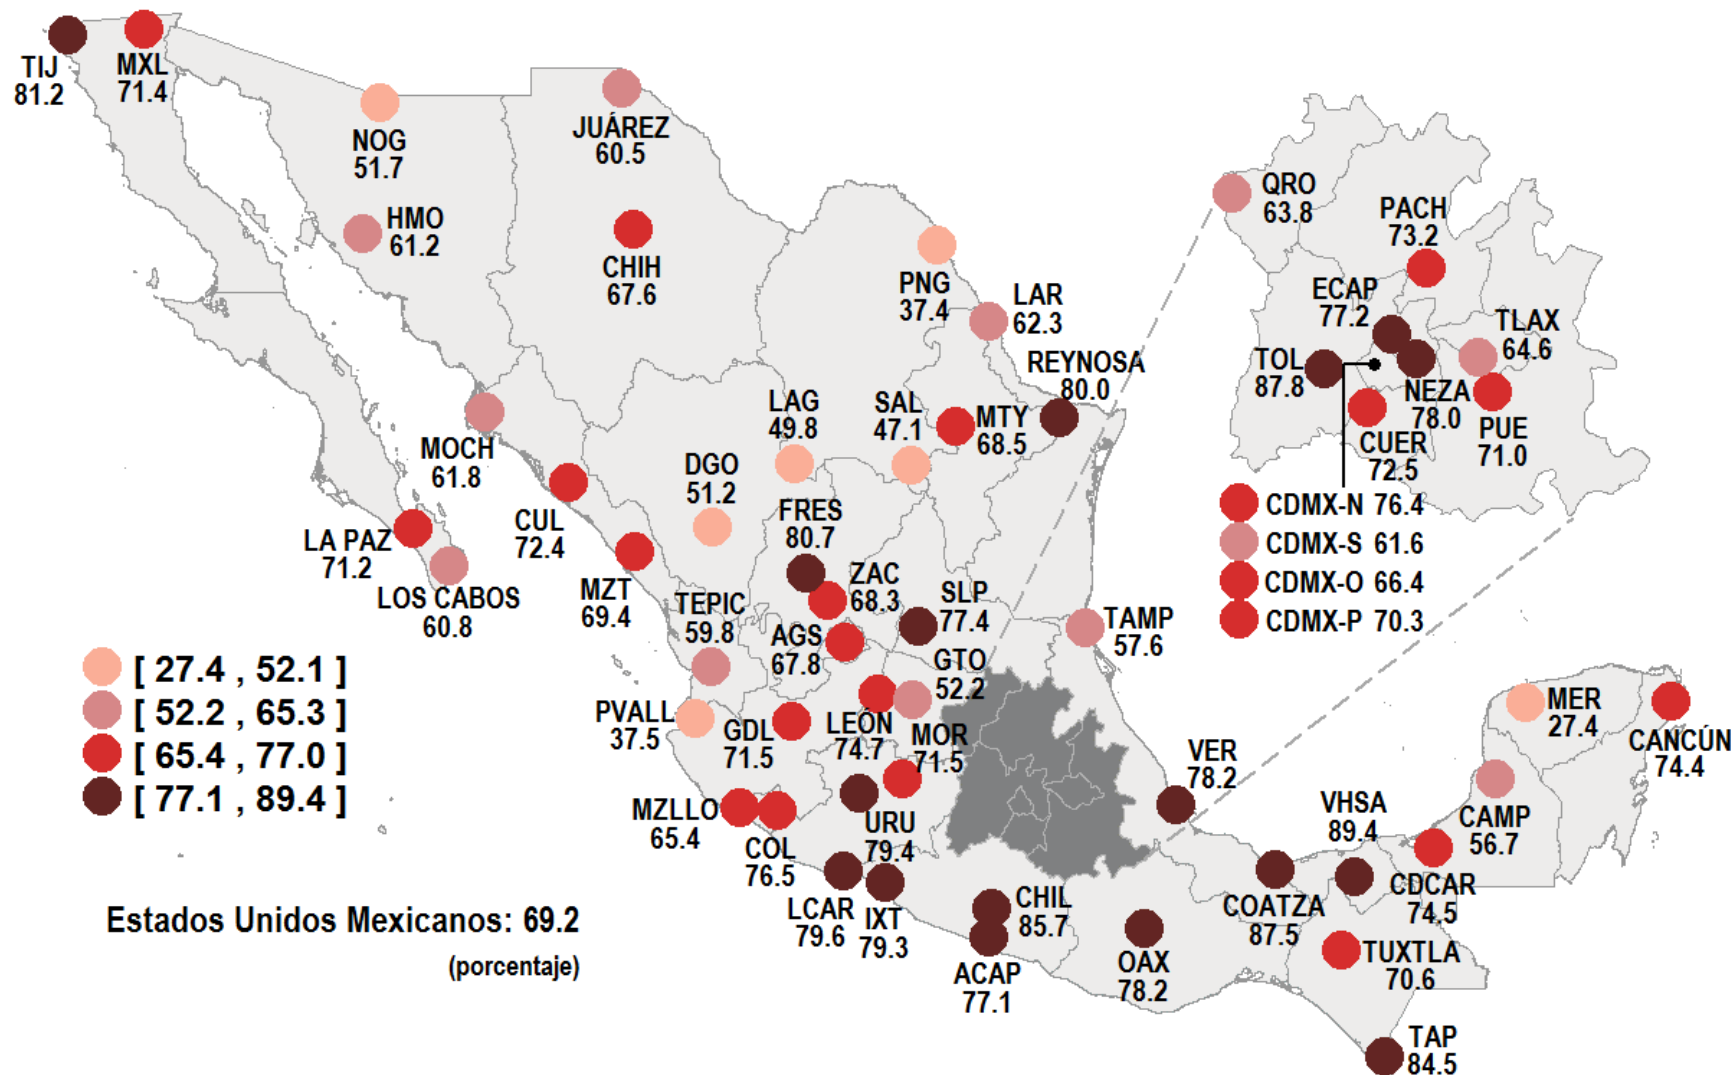 TIJ
81.2
MXL
71.4
NOG
51.7
HMO
61.2
JUÁREZ
60.5
CHIH
67.6
PNG
37.4
LAR
62.3
REYNOSA
80.0
LAG
49.8
SAL
47.1
MTY
68.5
MOCH
61.8
DGO
51.2
CUL
72.4
FRES
80.7
LA PAZ
71.2
LOS CABOS
60.8
MZT
69.4
ZAC
68.3
SLP
77.4
TEPIC
59.8
AGS
67.8
GTO
52.2
TAMP
57.6
PVALL
37.5
GDL
71.5
LEÓN
74.7
MOR
71.5
MZLLO
65.4
COL
76.5
URU
79.4
LCAR
79.6
IXT
79.3
CHIL
85.7
ACAP
77.1
OAX
78.2
VER
78.2
COATZA
87.5
VHSA
89.4
CDCAR
74.5
TUXTLA
70.6
TAP
84.5
CAMP
56.7
MER
27.4
CANCÚN
74.4
QRO
63.8
PACH
73.2
ECAP
77.2
TLAX
64.6
TOL
87.8
NEZA
78.0
CUER
72.5
PUE
71.0
CDMX-N 76.4
CDMX-S 61.6
CDMX-O 66.4
CDMX-P 70.3
[ 27.4 , 52.1 ]
[ 52.2 , 65.3 ]
[ 65.4 , 77.0 ]
[ 77.1 , 89.4 ]
Estados Unidos Mexicanos: 69.2
(porcentaje)